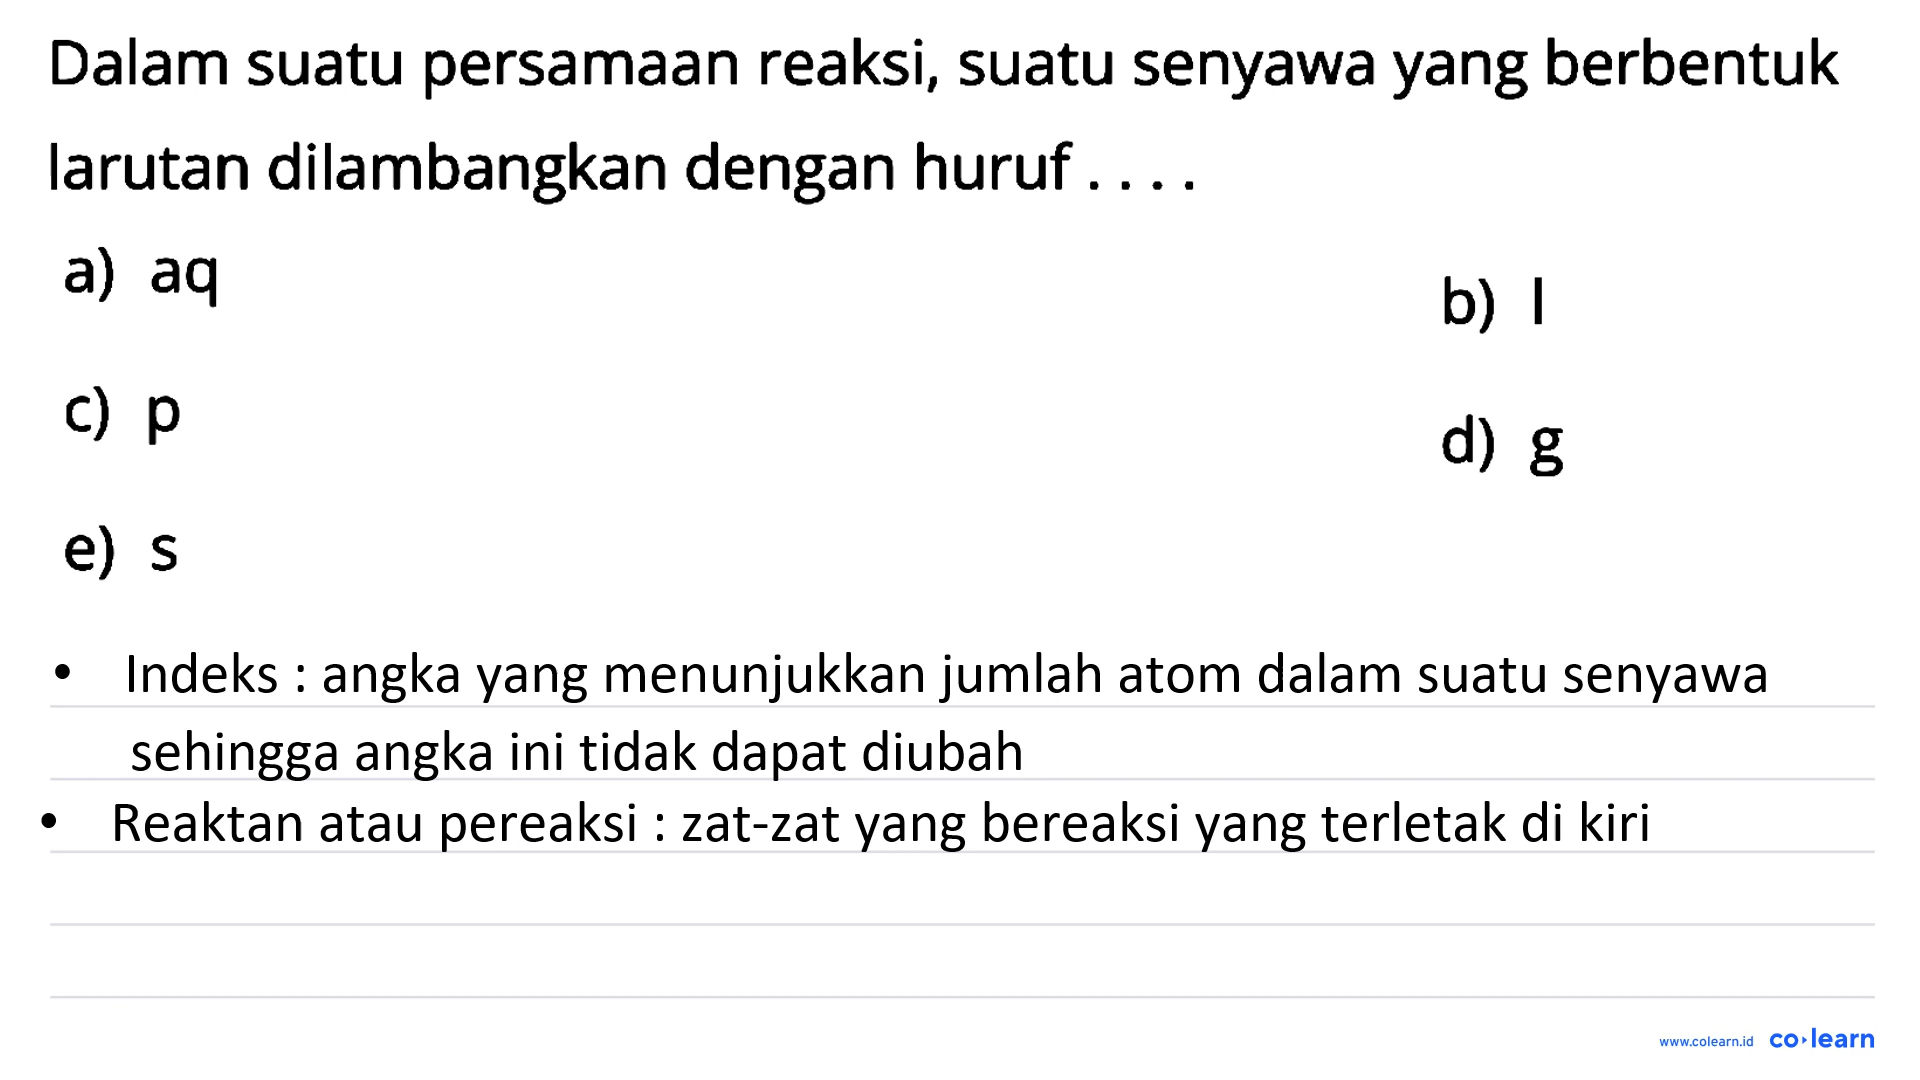 Dalam suatu persamaan reaksi, suatu senyawa yang berbentuk
larutan dilambangkan dengan huruf . . . .
a) aq
b) l
c) p
d) g
e) s
• Indeks : angka yang menunjukkan jumlah atom dalam suatu senyawa
sehingga angka ini tidak dapat diubah
• Reaktan atau pereaksi : zat-zat yang bereaksi yang terletak di kiri
www.colearn.id co learn